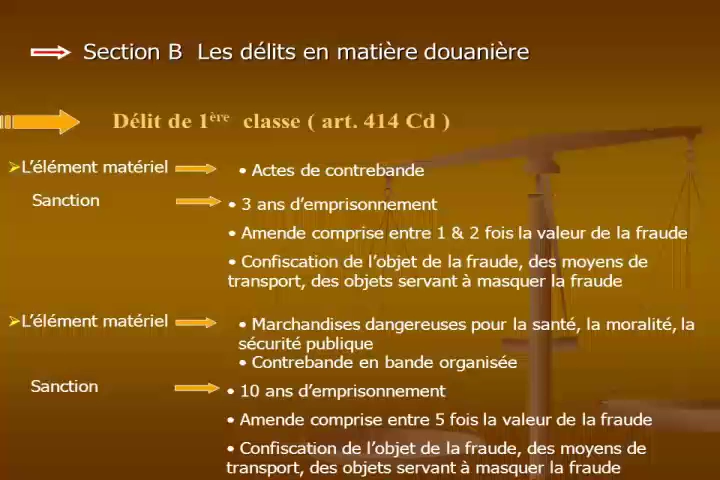 Section B Les délits en matière douanière
Délit de 1ère classe ( art. 414 Cd )
L'élément matériel
• Actes de contrebande
Sanction
• 3 ans d'emprisonnement
• Amende comprise entre 1 & 2 fois la valeur de la fraude
• Confiscation de l'objet de la fraude, des moyens de
transport, des objets servant à masquer la fraude
L'élément matériel
• Marchandises dangereuses pour la santé, la moralité, la
sécurité publique
• Contrebande en bande organisée
Sanction
• 10 ans d'emprisonnement
• Amende comprise entre 5 fois la valeur de la fraude
• Confiscation de l'objet de la fraude, des moyens de
transport, des objets servant à masquer la fraude